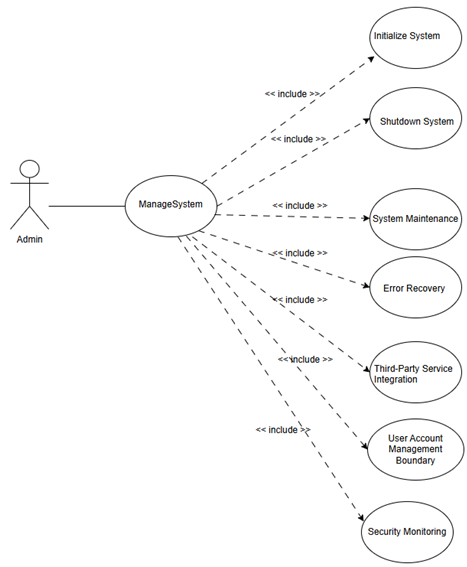 Initialize System
<< include >>
Shutdown System
<< include >>
ManageSystem
<< include >>
System Maintenance
Admin
<< include >>
Error Recovery
<< include >>
Third-Party Service
Integration
<< include >>
User Account
Management
Boundary
<< include >>
Security Monitoring